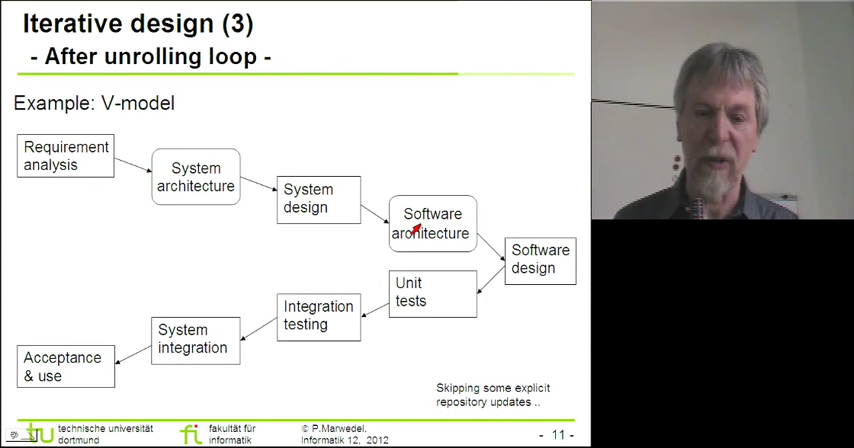 Iterative design (3)
- After unrolling loop -
Example: V-model
Requirement
analysis
System
architecture
System
design
Software
architecture
Software
design
Unit
tests
Integration
testing
System
integration
Acceptance
& use
Skipping some explicit
repository updates ..
tu
technische universität
dortmund
fi
fakultät für
informatik
© P.Marwedel,
Informatik 12, 2012
- 11 -